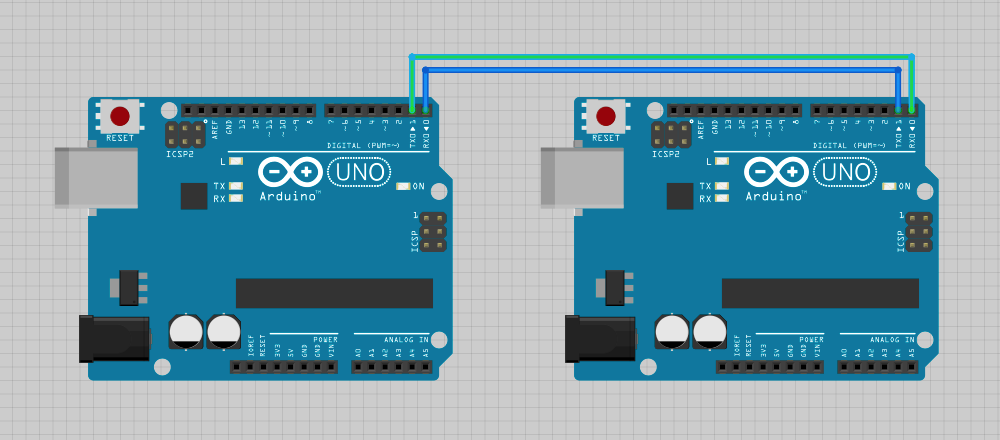 RESET
ICSP2
AREF
GND
13
12
~11
~10
~9
8
7
~6
~5
4
~3
2
TX0▶1
RX0◀0
DIGITAL (PWM=~)
L
TX
RX
UNO
Arduino™
ON
1
ICSP
POWER
ANALOG IN
IOREF
RESET
3V3
5V
GND
GND
VIN
A0
A1
A2
A3
A4
A5
RESET
ICSP2
AREF
GND
13
12
~11
~10
~9
8
7
~6
~5
4
~3
2
TX0▶1
RX0◀0
DIGITAL (PWM=~)
L
TX
RX
UNO
Arduino™
ON
1
ICSP
POWER
ANALOG IN
IOREF
RESET
3V3
5V
GND
GND
VIN
A0
A1
A2
A3
A4
A5